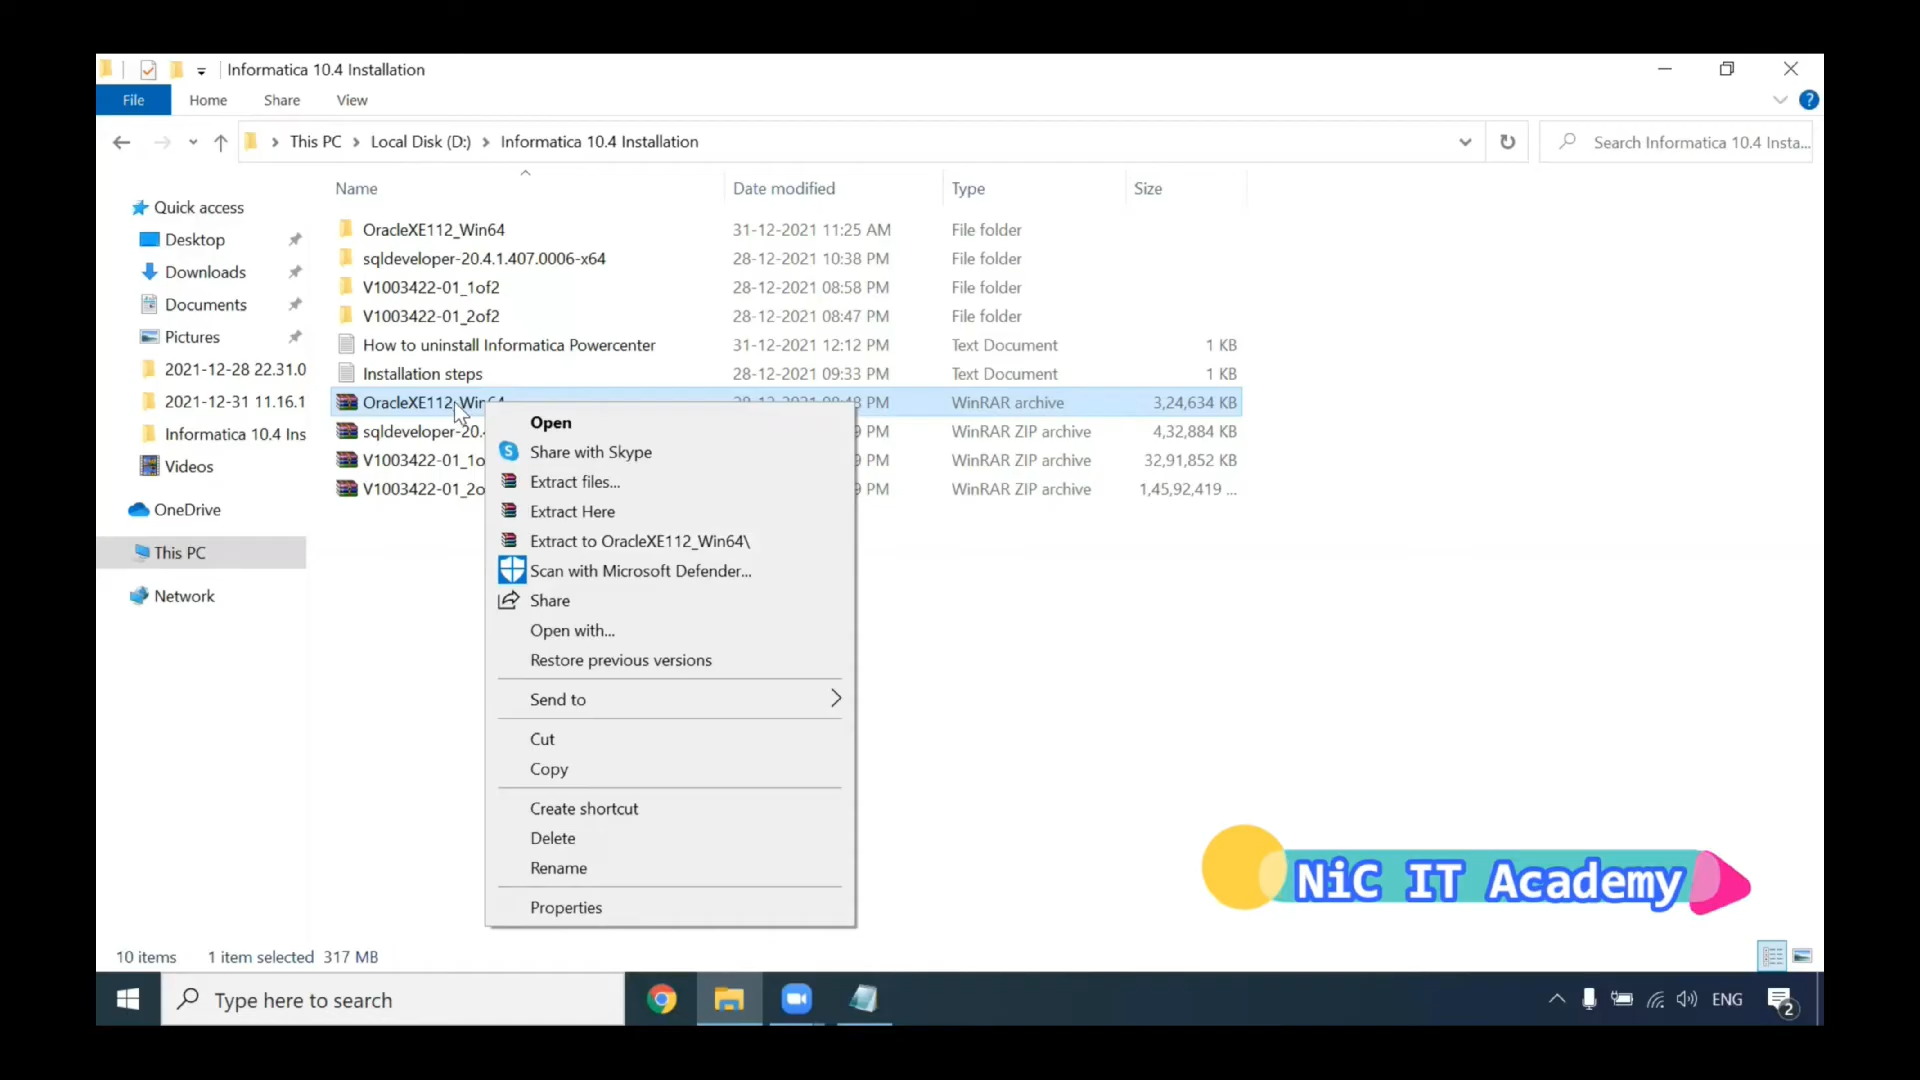 Informatica 10.4 Installation
File Home Share View
This PC Local Disk (D:) Informatica 10.4 Installation
Search Informatica 10.4 Insta...
Name Date modified Type Size
Quick access
Desktop
Downloads
Documents
Pictures
2021-12-28 22.31.0
2021-12-31 11.16.1
Informatica 10.4 Ins
Videos
OneDrive
This PC
Network
OracleXE112_Win64 31-12-2021 11:25 AM File folder
sqldeveloper-20.4.1.407.0006-x64 28-12-2021 10:38 PM File folder
V1003422-01_1of2 28-12-2021 08:58 PM File folder
V1003422-01_2of2 28-12-2021 08:47 PM File folder
How to uninstall Informatica Powercenter 31-12-2021 12:12 PM Text Document 1 KB
Installation steps 28-12-2021 09:33 PM Text Document 1 KB
OracleXE112_Win64 PM WinRAR archive 3,24,634 KB
sqldeveloper-20. PM WinRAR ZIP archive 4,32,884 KB
V1003422-01_1o PM WinRAR ZIP archive 32,91,852 KB
V1003422-01_2o PM WinRAR ZIP archive 1,45,92,419 ...
Open
Share with Skype
Extract files...
Extract Here
Extract to OracleXE112_Win64\
Scan with Microsoft Defender...
Share
Open with...
Restore previous versions
Send to
Cut
Copy
Create shortcut
Delete
Rename
Properties
NiC IT Academy
10 items 1 item selected 317 MB
Type here to search
ENG
2